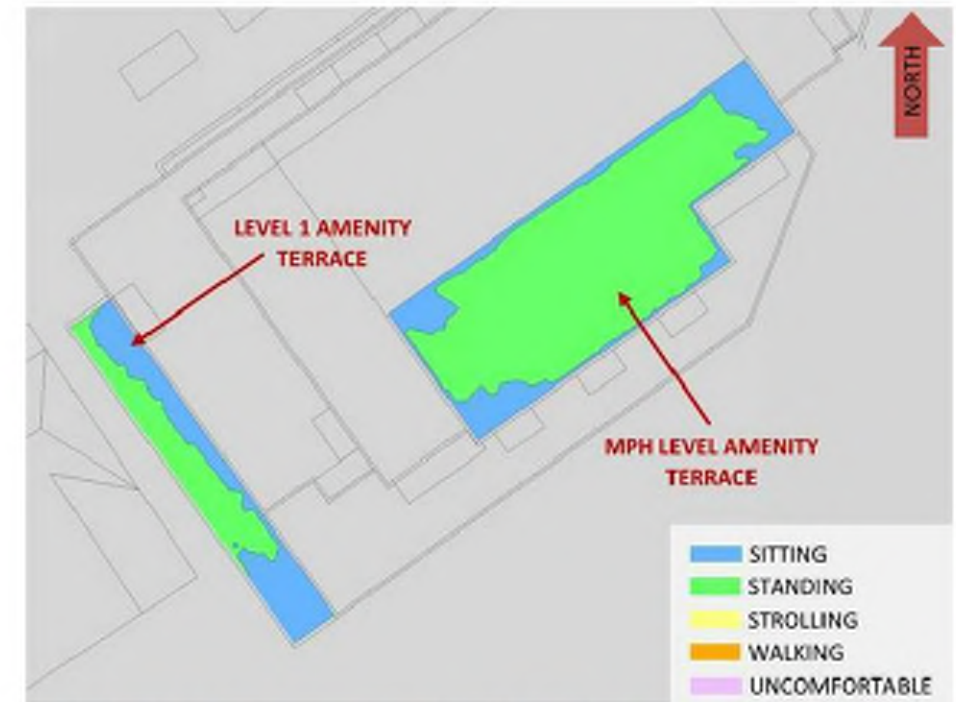 NORTH
LEVEL 1 AMENITY
TERRACE
MPH LEVEL AMENITY
TERRACE
SITTING
STANDING
STROLLING
WALKING
UNCOMFORTABLE